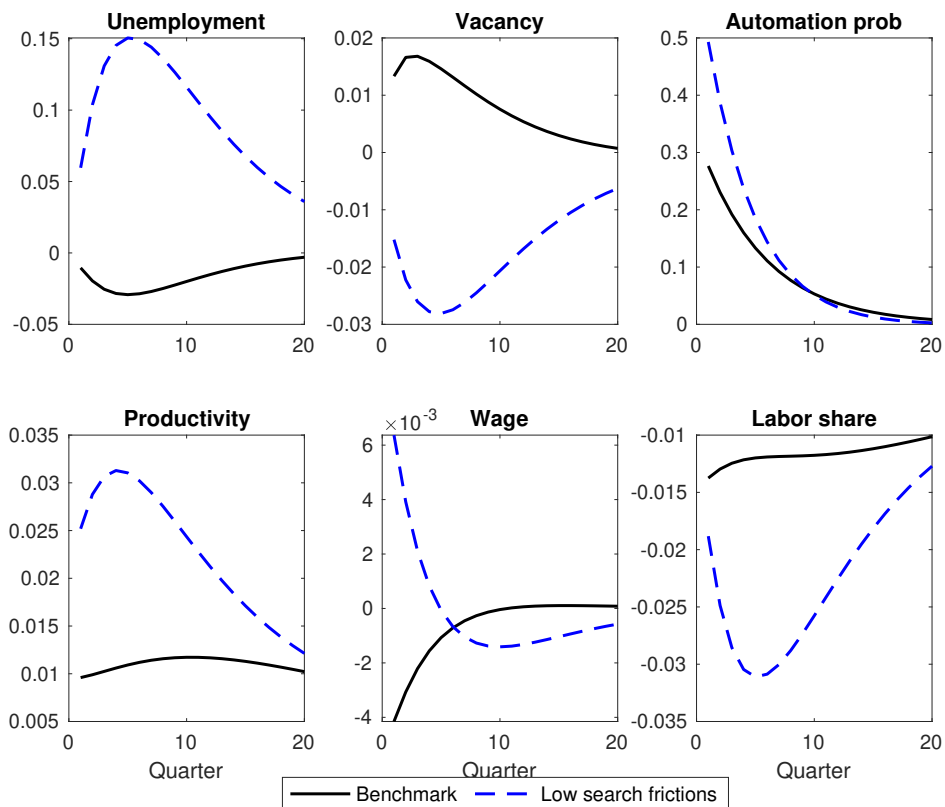 Unemployment
0.15
0.1
0.05
0
-0.05
0 10 20
Vacancy
0.02
0.01
0
-0.01
-0.02
-0.03
0 10 20
Automation prob
0.5
0.4
0.3
0.2
0.1
0
0 10 20
Productivity
0.035
0.03
0.025
0.02
0.015
0.01
0.005
0 10 20
Quarter
Wage
× 10⁻³
6
4
2
0
-2
-4
0 10 20
Quarter
Labor share
-0.01
-0.015
-0.02
-0.025
-0.03
-0.035
0 10 20
Quarter
Benchmark Low search frictions